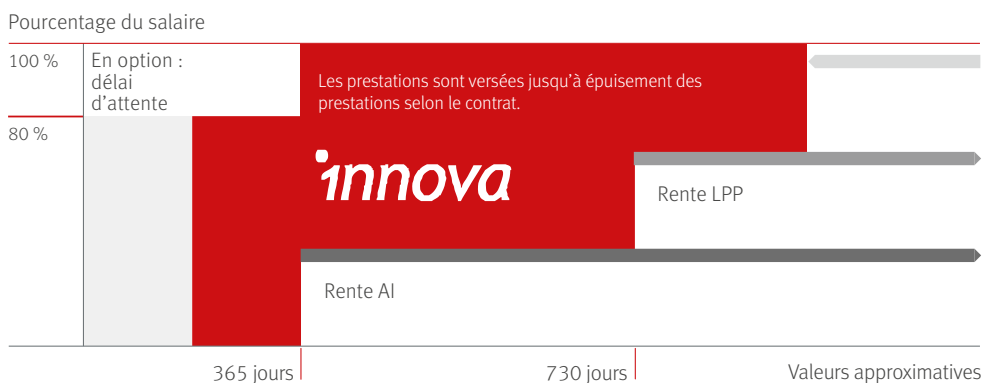 Pourcentage du salaire
100 %
En option :
délai
d’attente
Les prestations sont versées jusqu’à épuisement des
prestations selon le contrat.
80 %
innova
Rente LPP
Rente AI
365 jours
730 jours
Valeurs approximatives